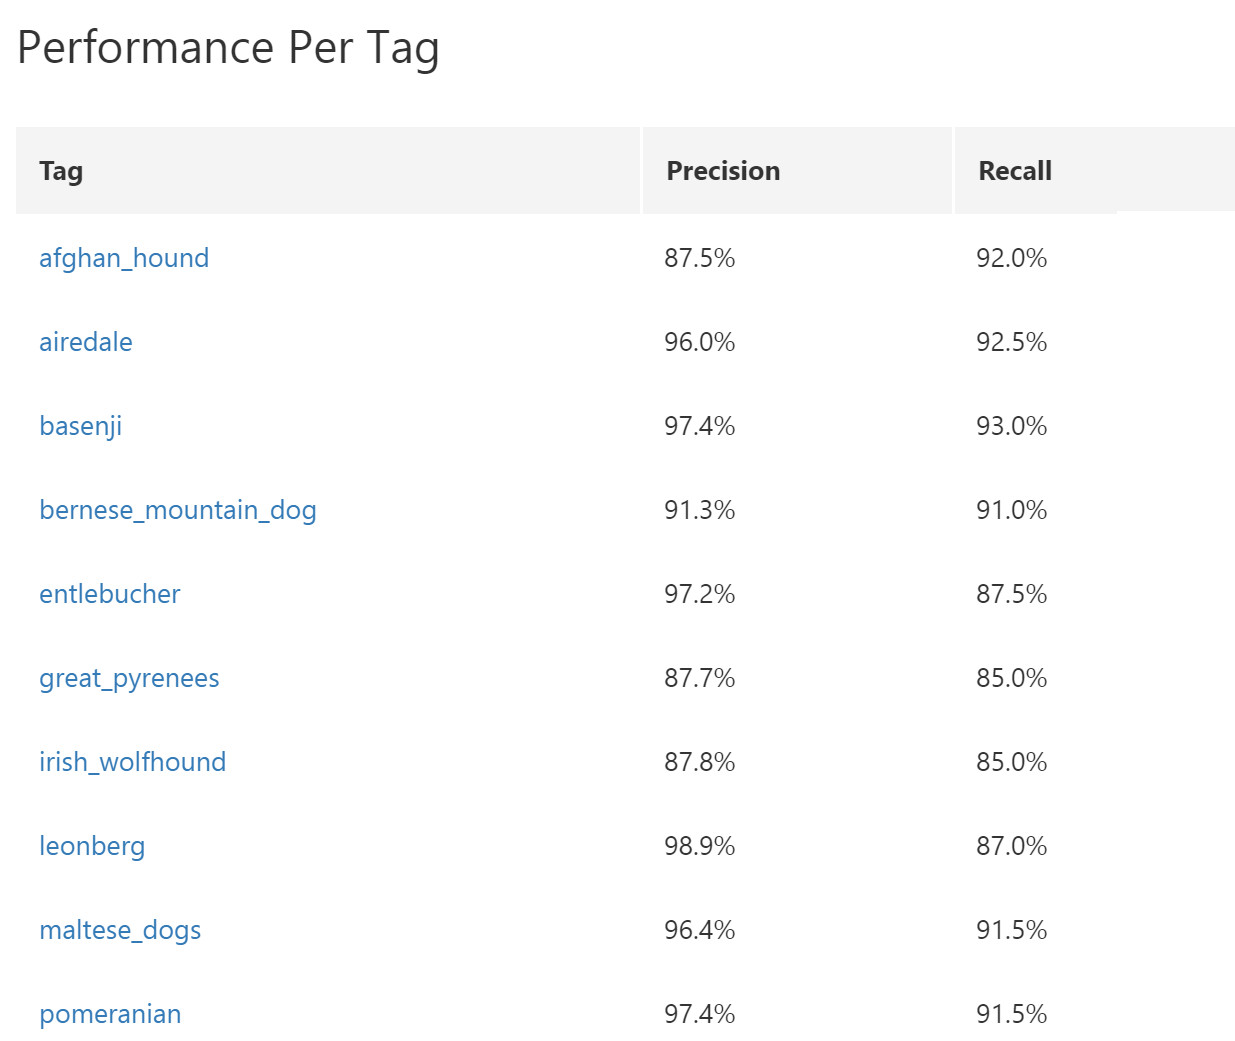 Performance Per Tag
Tag Precision Recall
afghan_hound 87.5% 92.0%
airedale 96.0% 92.5%
basenji 97.4% 93.0%
bernese_mountain_dog 91.3% 91.0%
entlebucher 97.2% 87.5%
great_pyrenees 87.7% 85.0%
irish_wolfhound 87.8% 85.0%
leonberg 98.9% 87.0%
maltese_dogs 96.4% 91.5%
pomeranian 97.4% 91.5%